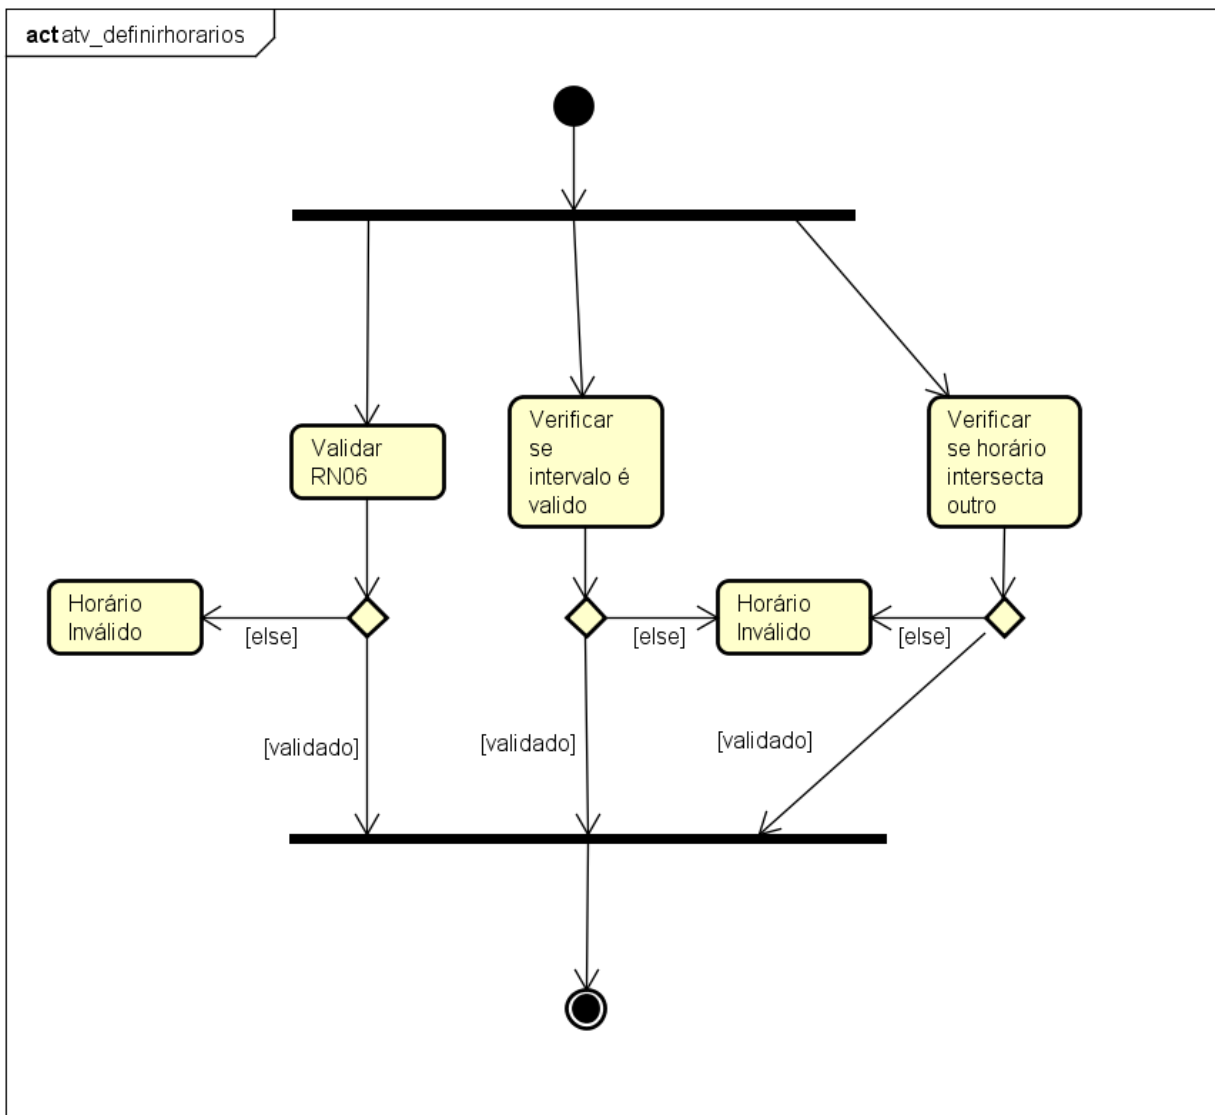 act atv_definirhorarios
Validar
RN06
Verificar
se
intervalo é
valido
Verificar
se horário
intersecta
outro
Horário
Inválido
[else]
[else]
Horário
Inválido
[else]
[validado]
[validado]
[validado]